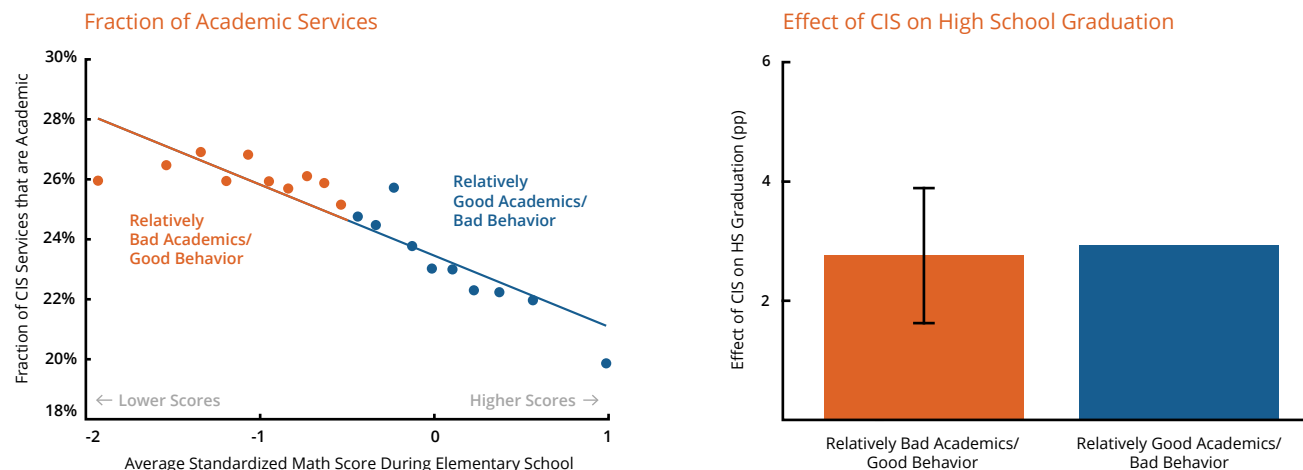 Fraction of Academic Services
Fraction of CIS Services that are Academic
30%
28%
26%
24%
22%
20%
18%
Relatively
Bad Academics/
Good Behavior
Relatively
Good Academics/
Bad Behavior
← Lower Scores
Higher Scores →
-2
-1
0
1
Average Standardized Math Score During Elementary School
Effect of CIS on High School Graduation
Effect of CIS on HS Graduation (pp)
6
4
2
Relatively Bad Academics/
Good Behavior
Relatively Good Academics/
Bad Behavior